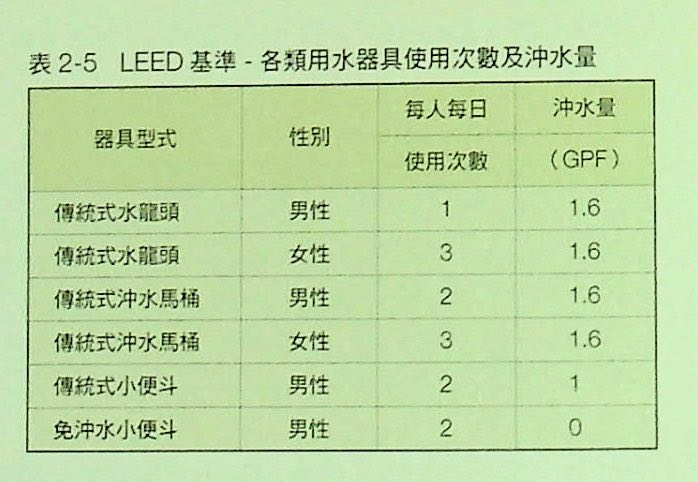 表 2-5 LEED 基準 - 各類用水器具使用次數及沖水量
器具型式 性別 每人每日 沖水量
使用次數 （GPF）
傳統式水龍頭 男性 1 1.6
傳統式水龍頭 女性 3 1.6
傳統式沖水馬桶 男性 2 1.6
傳統式沖水馬桶 女性 3 1.6
傳統式小便斗 男性 2 1
免沖水小便斗 男性 2 0